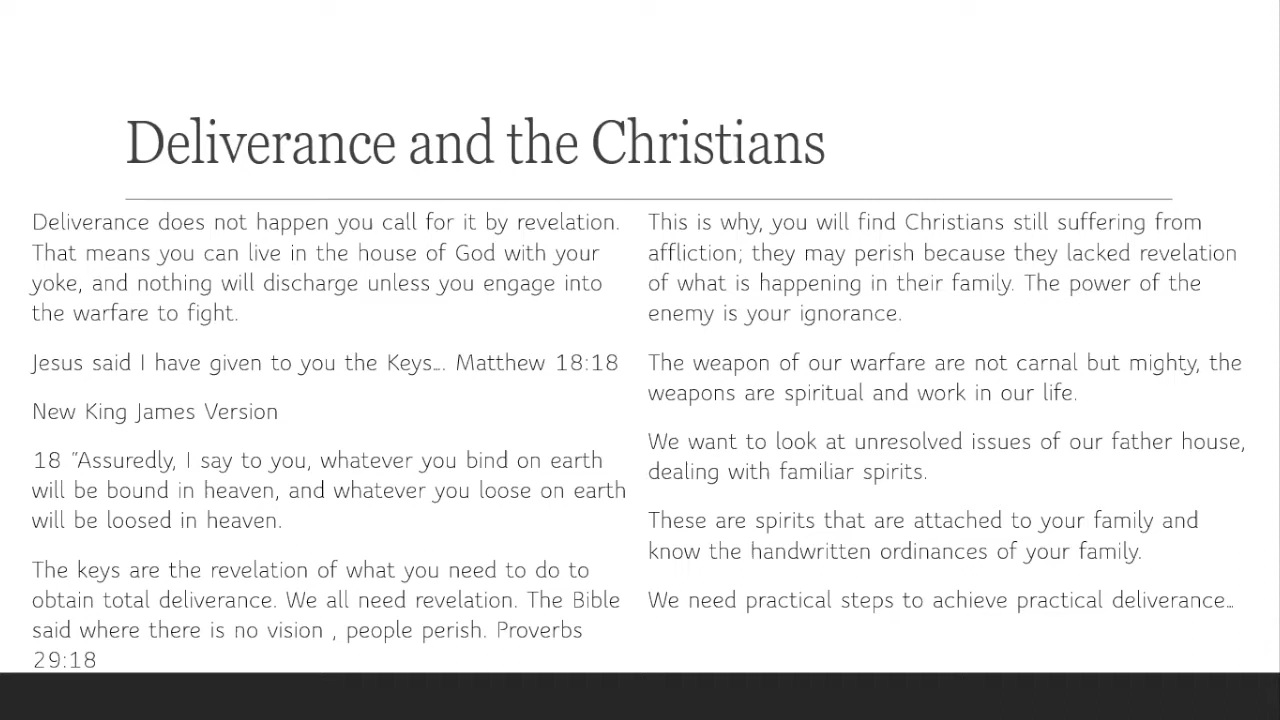 Deliverance and the Christians
Deliverance does not happen you call for it by revelation.
That means you can live in the house of God with your
yoke, and nothing will discharge unless you engage into
the warfare to fight.
Jesus said I have given to you the Keys... Matthew 18:18
New King James Version
18 "Assuredly, I say to you, whatever you bind on earth
will be bound in heaven, and whatever you loose on earth
will be loosed in heaven.
The keys are the revelation of what you need to do to
obtain total deliverance. We all need revelation. The Bible
said where there is no vision , people perish. Proverbs
29:18
This is why, you will find Christians still suffering from
affliction; they may perish because they lacked revelation
of what is happening in their family. The power of the
enemy is your ignorance.
The weapon of our warfare are not carnal but mighty, the
weapons are spiritual and work in our life.
We want to look at unresolved issues of our father house,
dealing with familiar spirits.
These are spirits that are attached to your family and
know the handwritten ordinances of your family.
We need practical steps to achieve practical deliverance...